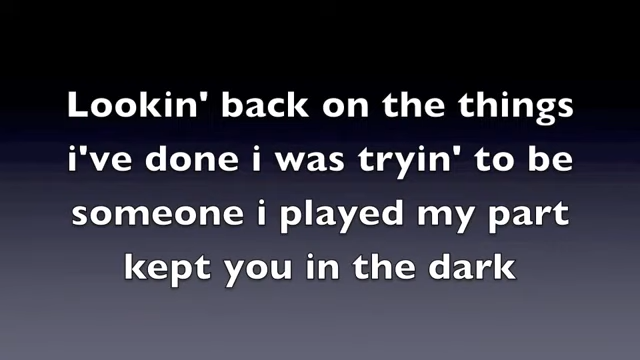 Lookin' back on the things
i've done i was tryin' to be
someone i played my part
kept you in the dark